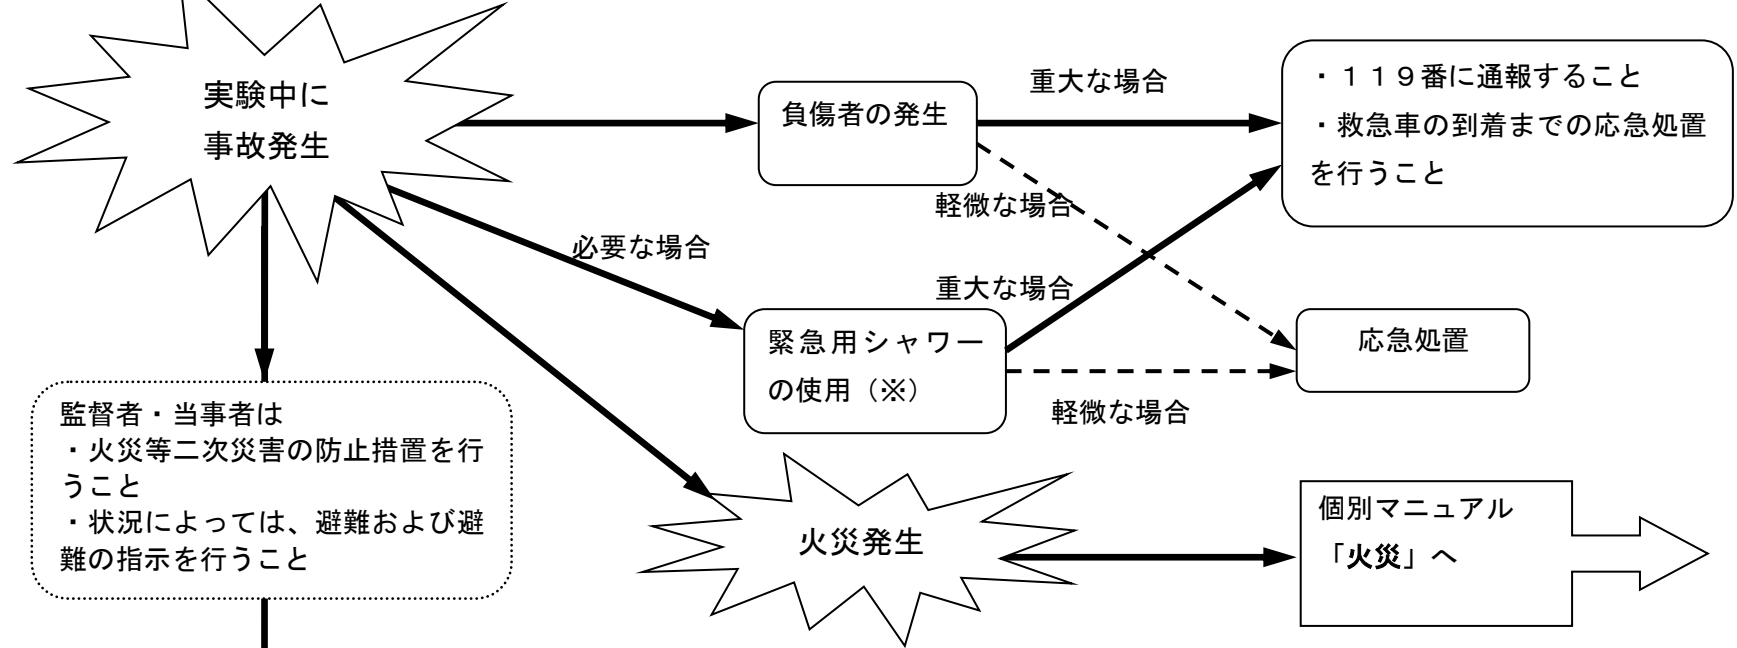 実験中に
事故発生
負傷者の発生
重大な場合
・１１９番に通報すること
・救急車の到着までの応急処置
を行うこと
軽微な場合
必要な場合
重大な場合
緊急用シャワー
の使用（※）
応急処置
軽微な場合
監督者・当事者は
・火災等二次災害の防止措置を行
うこと
・状況によっては、避難および避
難の指示を行うこと
火災発生
個別マニュアル
「火災」へ